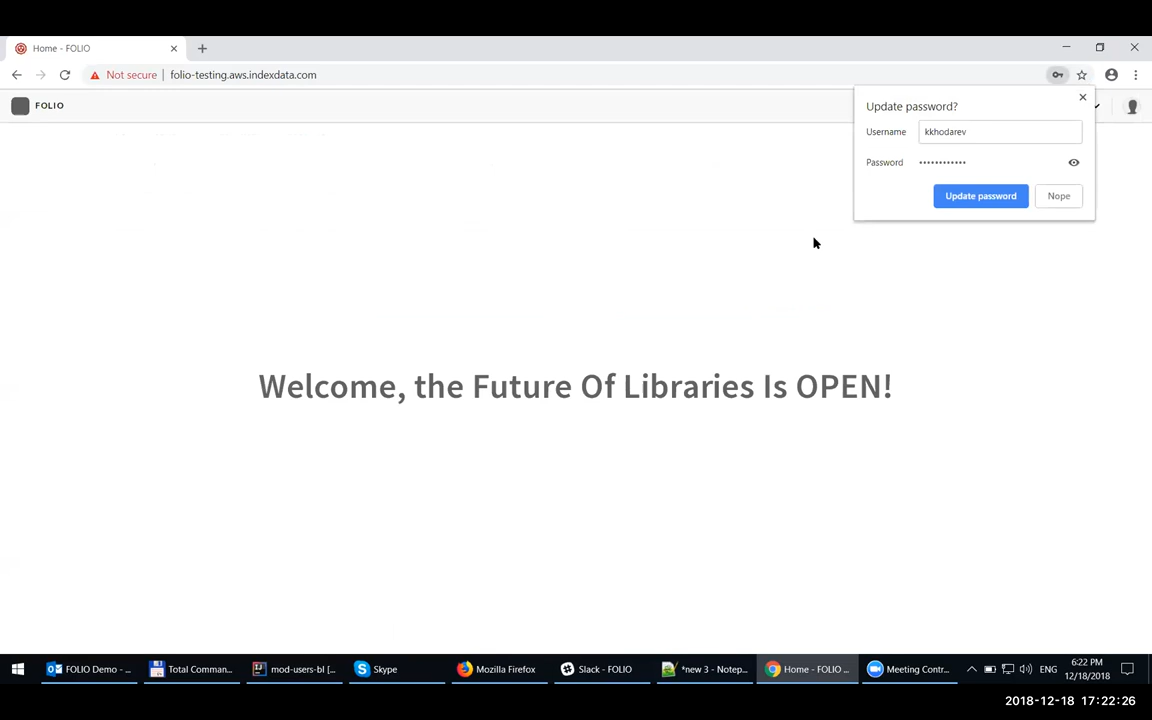 Home - FOLIO
Not secure
folio-testing.aws.indexdata.com
FOLIO
Update password?
Username
kkhodarev
Password
••••••••••••
Update password
Nope
Welcome, the Future Of Libraries Is OPEN!
FOLIO Demo - ...
Total Comman...
mod-users-bl [...
Skype
Mozilla Firefox
Slack - FOLIO
*new 3 - Notep...
Home - FOLIO ...
Meeting Contr...
ENG
6:22 PM
12/18/2018
2018-12-18 17:22:26